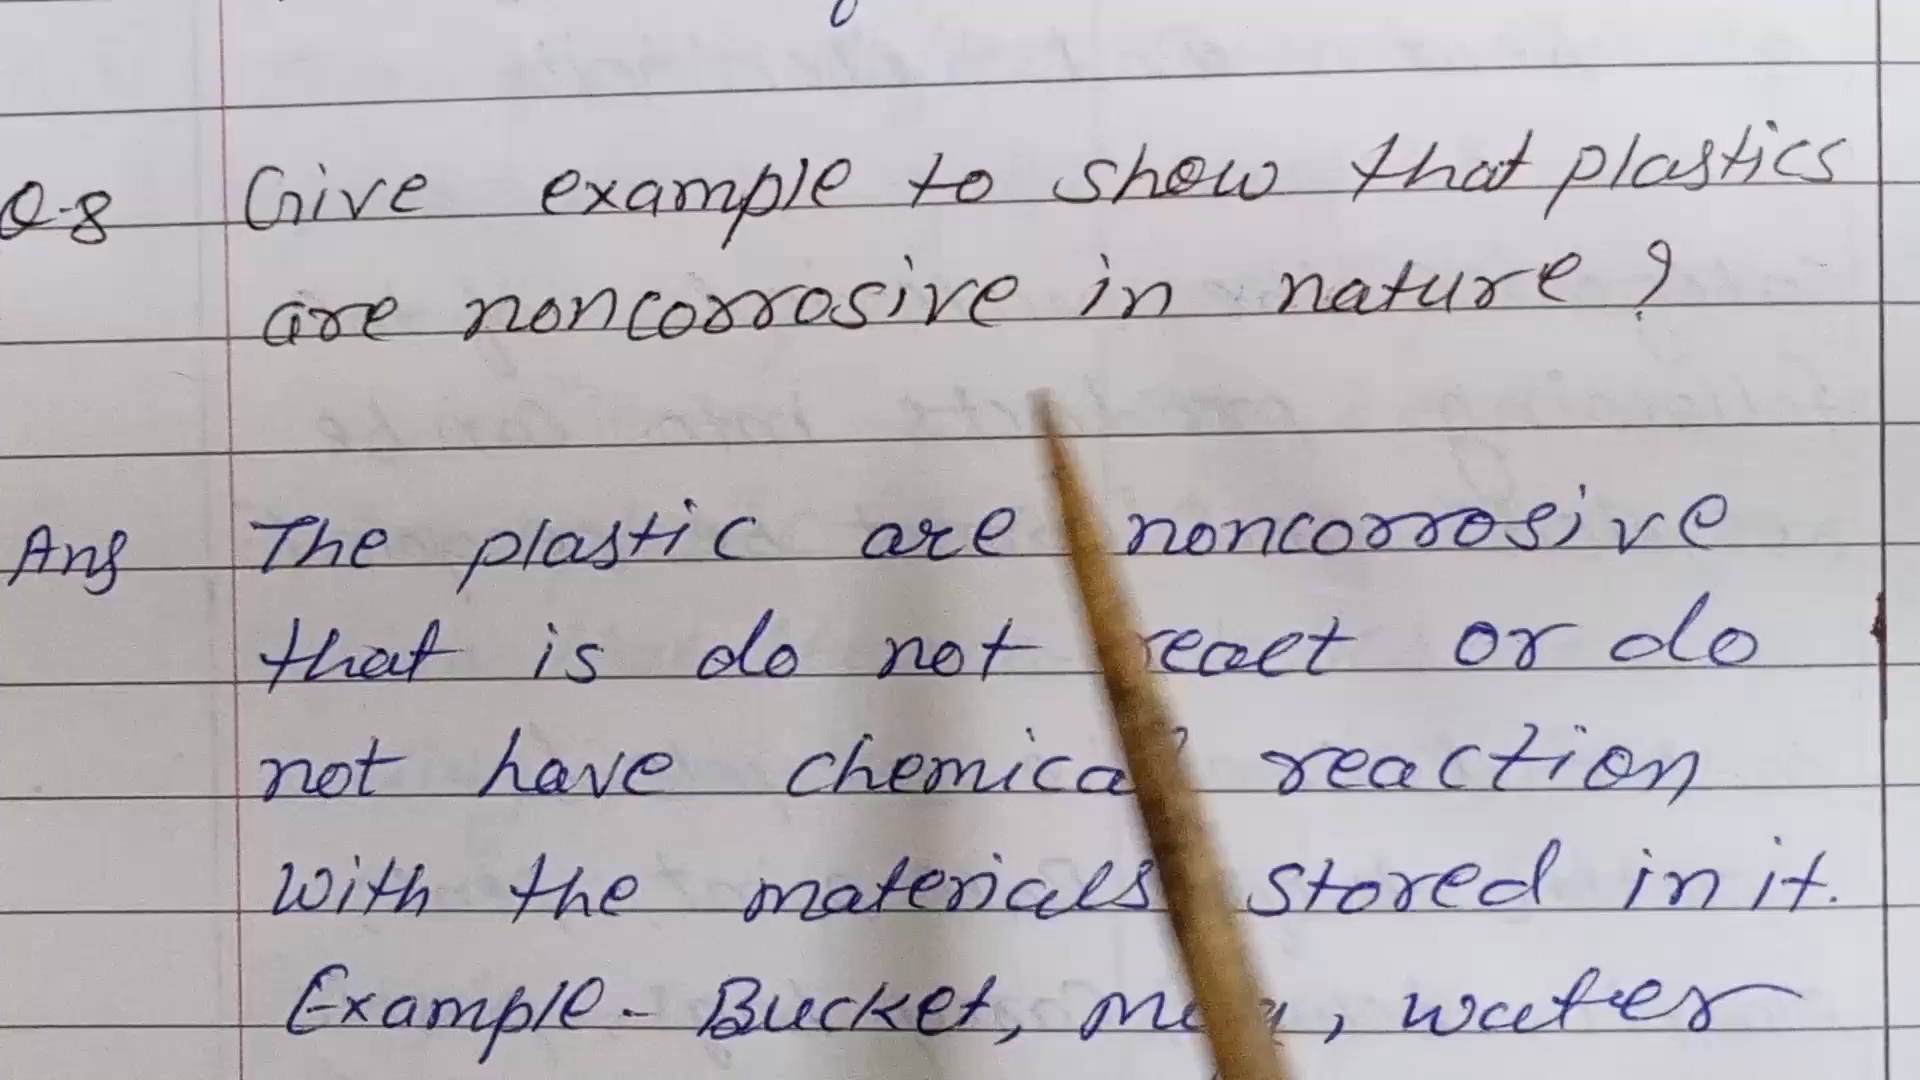 Q-8 Give example to show that plastics
are noncorrosive in nature?
Ans The plastic are noncorrosive
that is do not react or do
not have chemical reaction
with the materials stored in it.
Example - Bucket, water